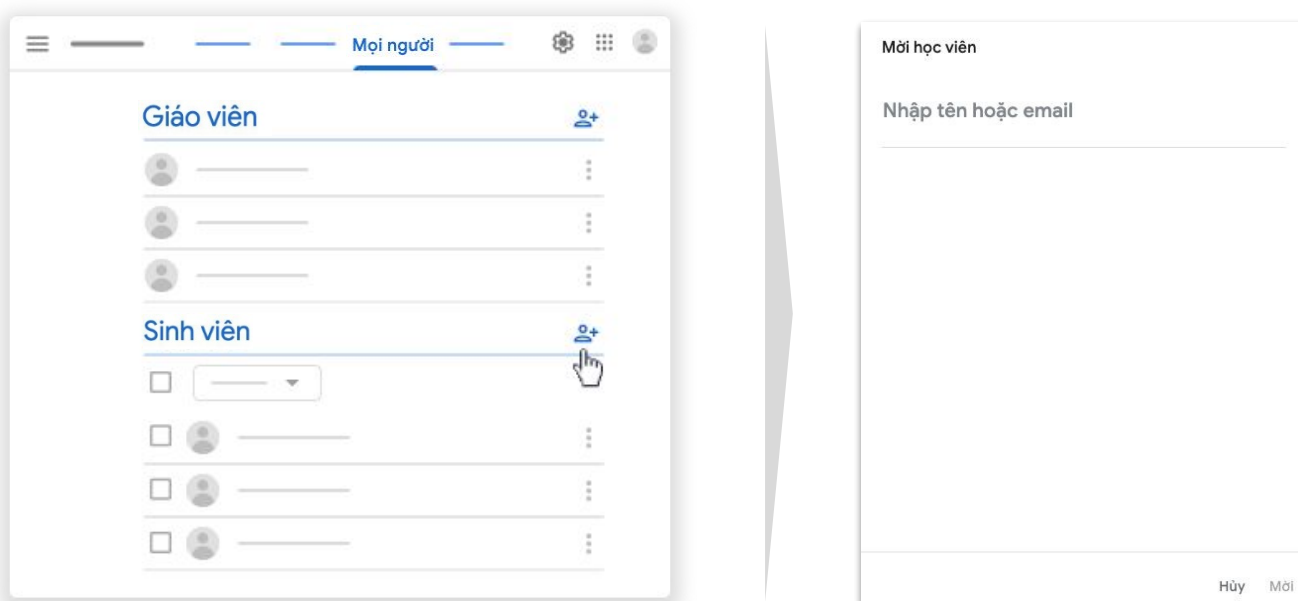 Mọi người
Giáo viên
Sinh viên
Mời học viên
Nhập tên hoặc email
Hủy Mời